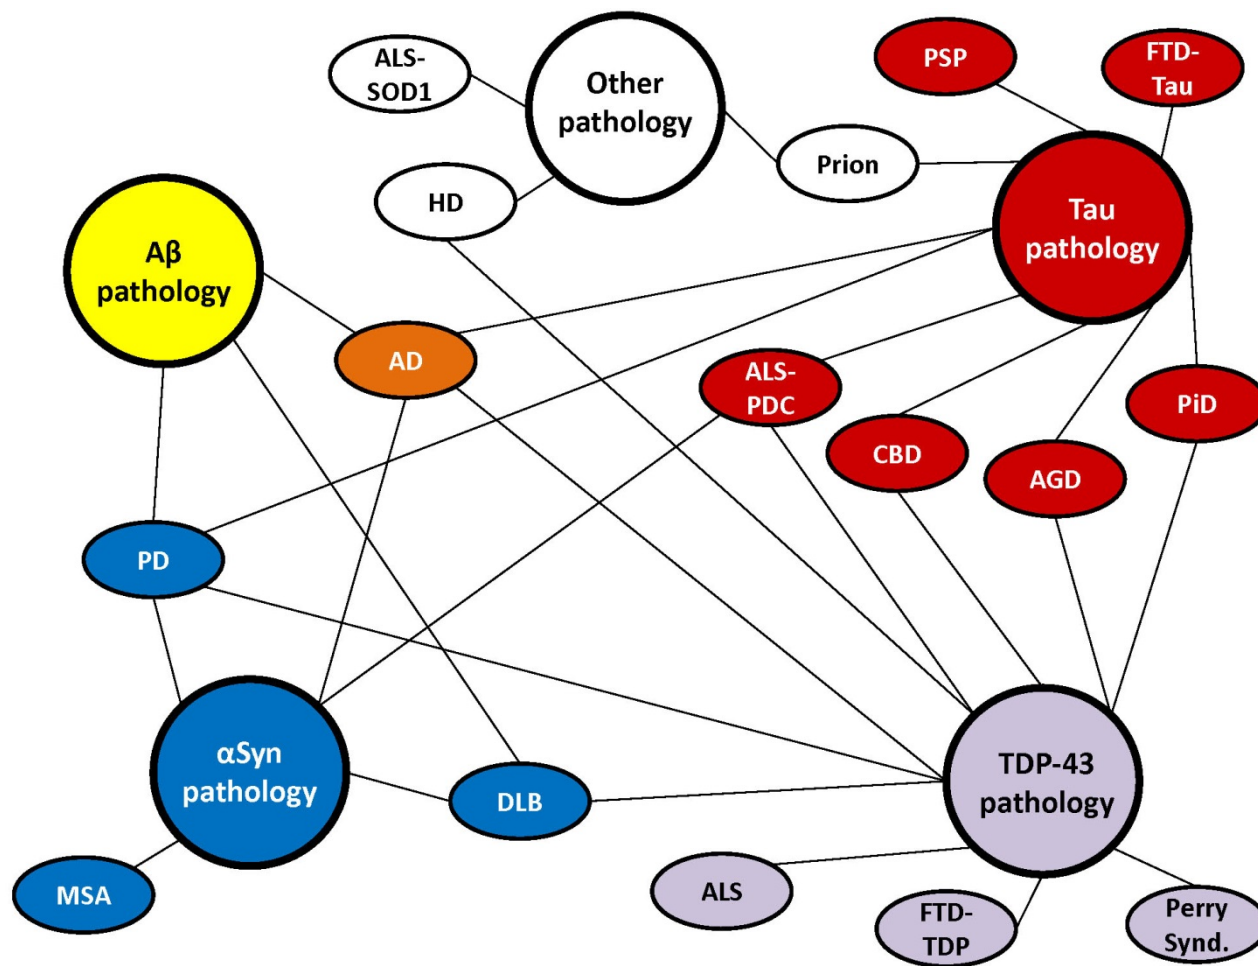 ALS-
SOD1
Other
pathology
PSP
FTD-
Tau
Prion
HD
Tau
pathology
Aβ
pathology
AD
ALS-
PDC
PiD
CBD
AGD
PD
αSyn
pathology
DLB
TDP-43
pathology
MSA
ALS
FTD-
TDP
Perry
Synd.